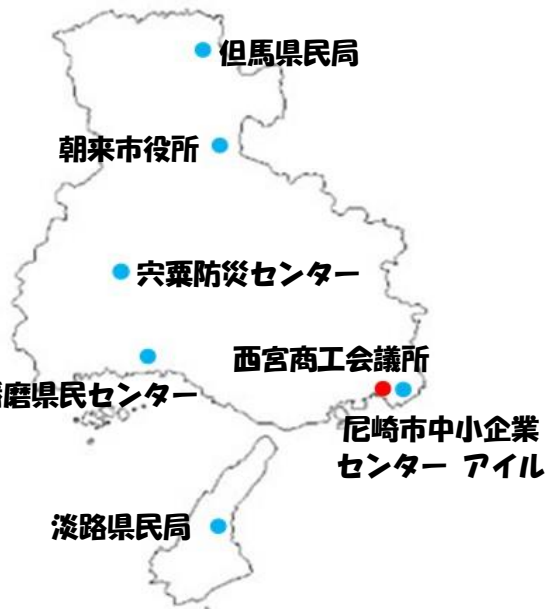 但馬県民局
朝来市役所
宍粟防災センター
西宮商工会議所
磨県民センター
尼崎市中小企業
センター アイル
淡路県民局